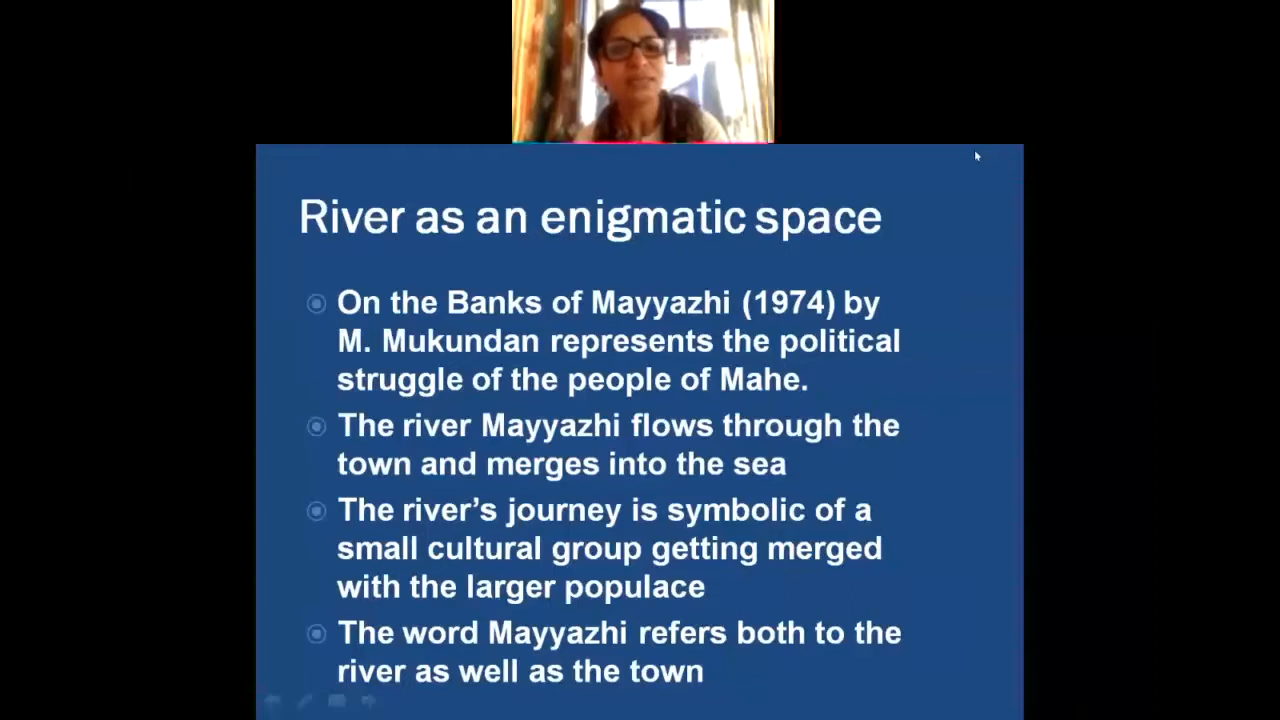 River as an enigmatic space
On the Banks of Mayyazhi (1974) by
M. Mukundan represents the political
struggle of the people of Mahe.
The river Mayyazhi flows through the
town and merges into the sea
The river’s journey is symbolic of a
small cultural group getting merged
with the larger populace
The word Mayyazhi refers both to the
river as well as the town